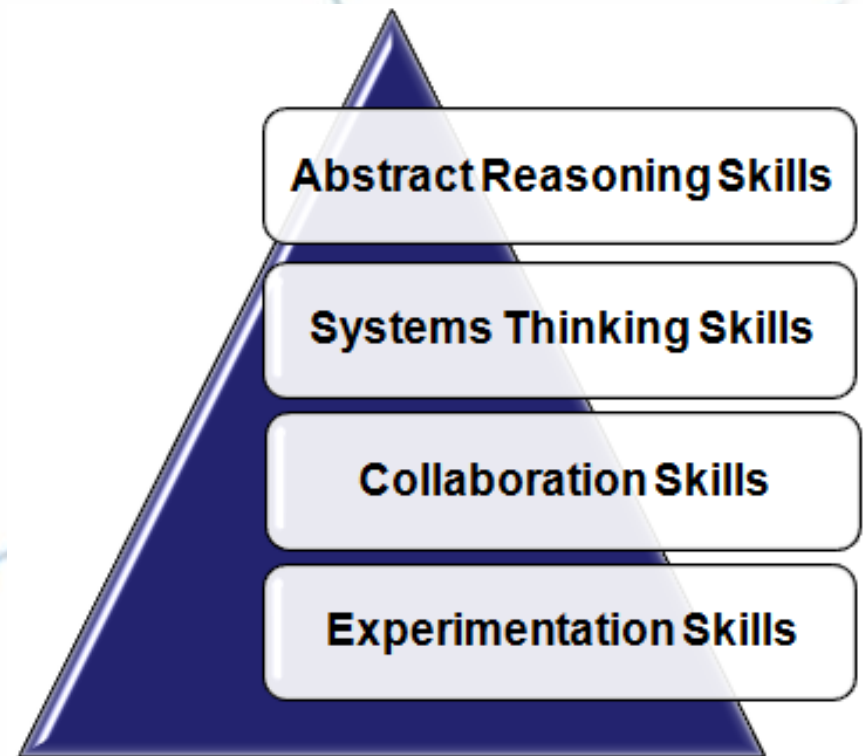 Abstract Reasoning Skills
Systems Thinking Skills
Collaboration Skills
Experimentation Skills